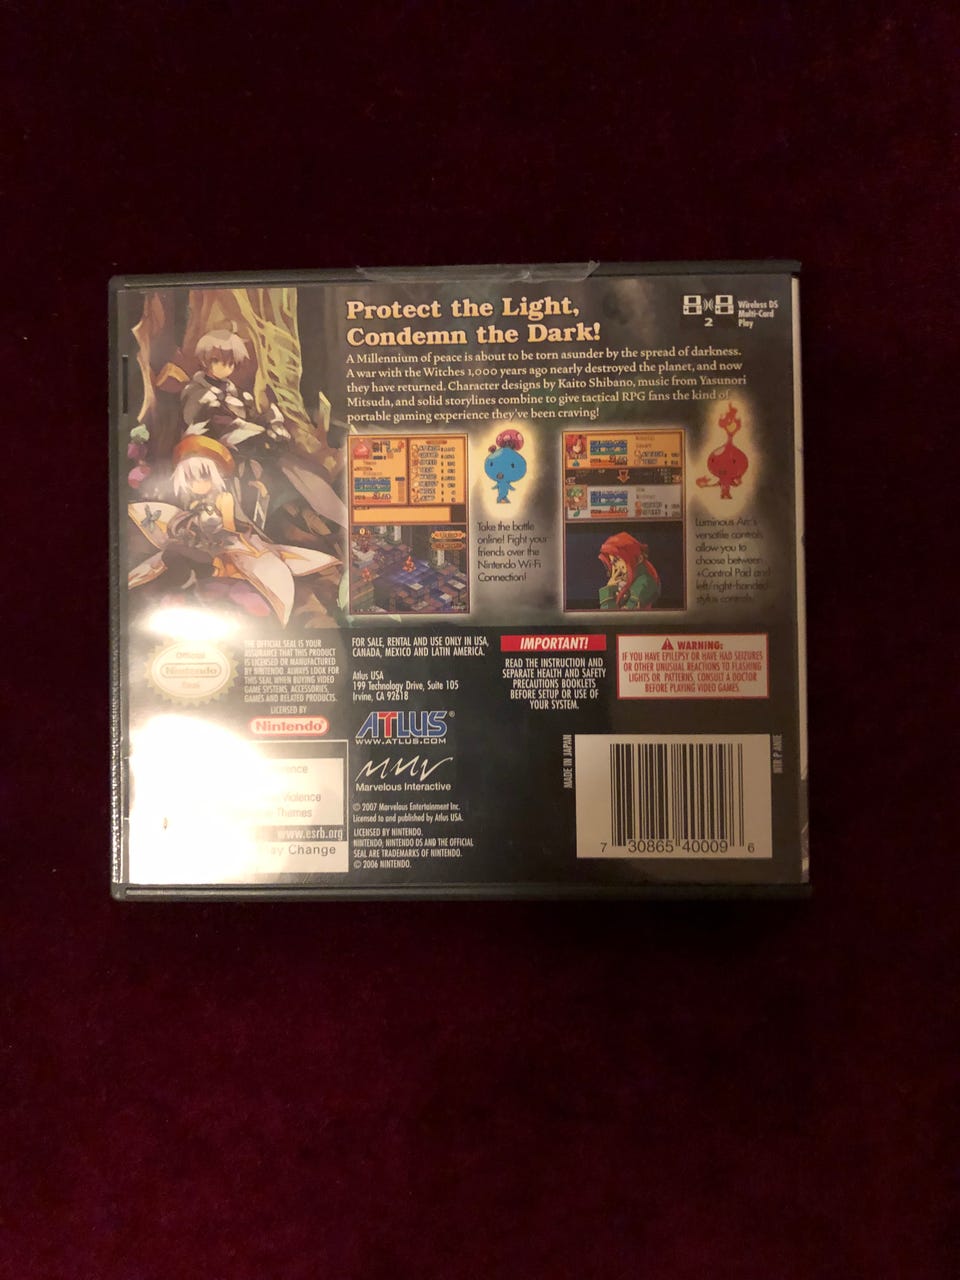 Protect the Light,
Condemn the Dark!
A Millennium of peace is about to be torn asunder by the spread of darkness.
A war with the Witches 1,000 years ago nearly destroyed the planet, and now
they have returned. Character designs by Kaito Shibano, music from Yasunori
Mitsuda, and solid storylines combine to give tactical RPG fans the kind of
portable gaming experience they've been craving!
2
Wireless DS
Multi-Card
Play
Take the battle
online! Fight your
friends over the
Nintendo Wi-Fi
Connection!
Luminous Arc's
versatile controls
allow you to
choose between
+Control Pad and
left/right-handed
stylus controls!
Official
Nintendo
Seal
THE OFFICIAL SEAL IS YOUR
ASSURANCE THAT THIS PRODUCT
IS LICENSED OR MANUFACTURED
BY NINTENDO. ALWAYS LOOK FOR
THIS SEAL WHEN BUYING VIDEO
GAME SYSTEMS, ACCESSORIES,
GAMES AND RELATED PRODUCTS.
LICENSED BY
Nintendo®
FOR SALE, RENTAL AND USE ONLY IN USA,
CANADA, MEXICO AND LATIN AMERICA.
Atlus USA
199 Technology Drive, Suite 105
Irvine, CA 92618
ATLUS®
WWW.ATLUS.COM
Marvelous Interactive
© 2007 Marvelous Entertainment Inc.
Licensed to and published by Atlus USA.
LICENSED BY NINTENDO.
NINTENDO, NINTENDO DS AND THE OFFICIAL
SEAL ARE TRADEMARKS OF NINTENDO.
© 2006 NINTENDO.
IMPORTANT!
READ THE INSTRUCTION AND
SEPARATE HEALTH AND SAFETY
PRECAUTIONS BOOKLETS
BEFORE SETUP OR USE OF
YOUR SYSTEM.
WARNING:
IF YOU HAVE EPILEPSY OR HAVE HAD SEIZURES
OR OTHER UNUSUAL REACTIONS TO FLASHING
LIGHTS OR PATTERNS, CONSULT A DOCTOR
BEFORE PLAYING VIDEO GAMES.
Violence
Themes
www.esrb.org
Change
MADE IN JAPAN
7 30865 40009 6